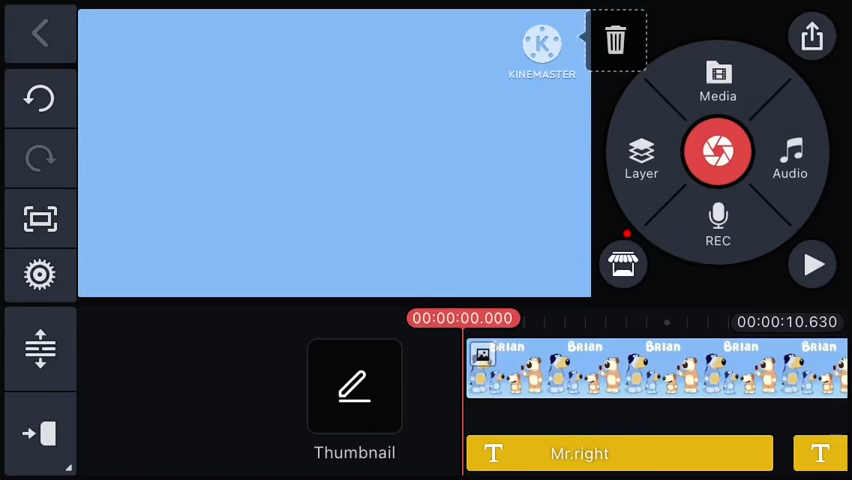 KINEMASTER
Media
Layer
Audio
REC
00:00:00.000
00:00:10.630
Brian Brian Brian Brian Brian
Thumbnail
T Mr.right T